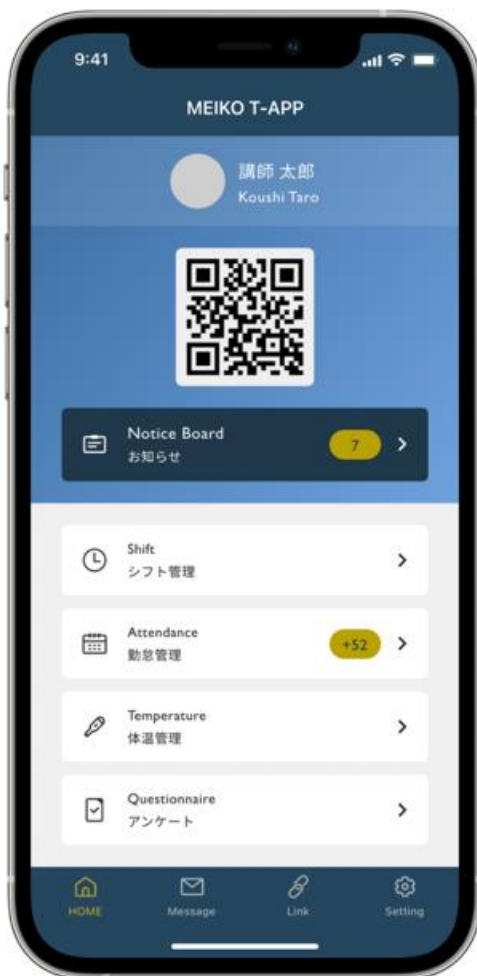 9:41
MEIKO T-APP
講師 太郎
Koushi Taro
Notice Board
お知らせ
7
Shift
シフト管理
Attendance
勤怠管理
+52
Temperature
体温管理
Questionnaire
アンケート
HOME
Message
Link
Setting